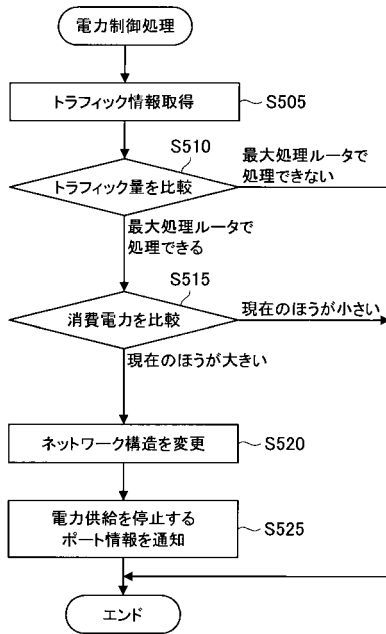 電力制御処理
トラフィック情報取得
S505
S510
トラフィック量を比較
最大処理ルータで
処理できない
最大処理ルータで
処理できる
S515
消費電力を比較
現在のほうが小さい
現在のほうが大きい
ネットワーク構造を変更
S520
電力供給を停止する
ポート情報を通知
S525
エンド